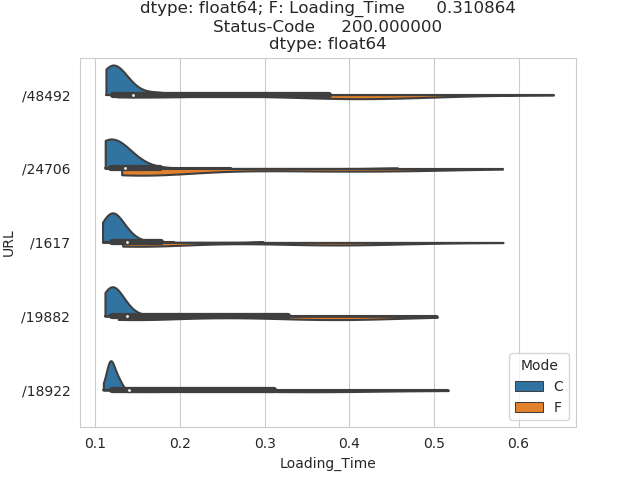 dtype: float64; F: Loading_Time 0.310864
Status-Code 200.000000
dtype: float64
/48492
/24706
/1617
/19882
/18922
URL
Mode
C
F
0.1 0.2 0.3 0.4 0.5 0.6
Loading_Time